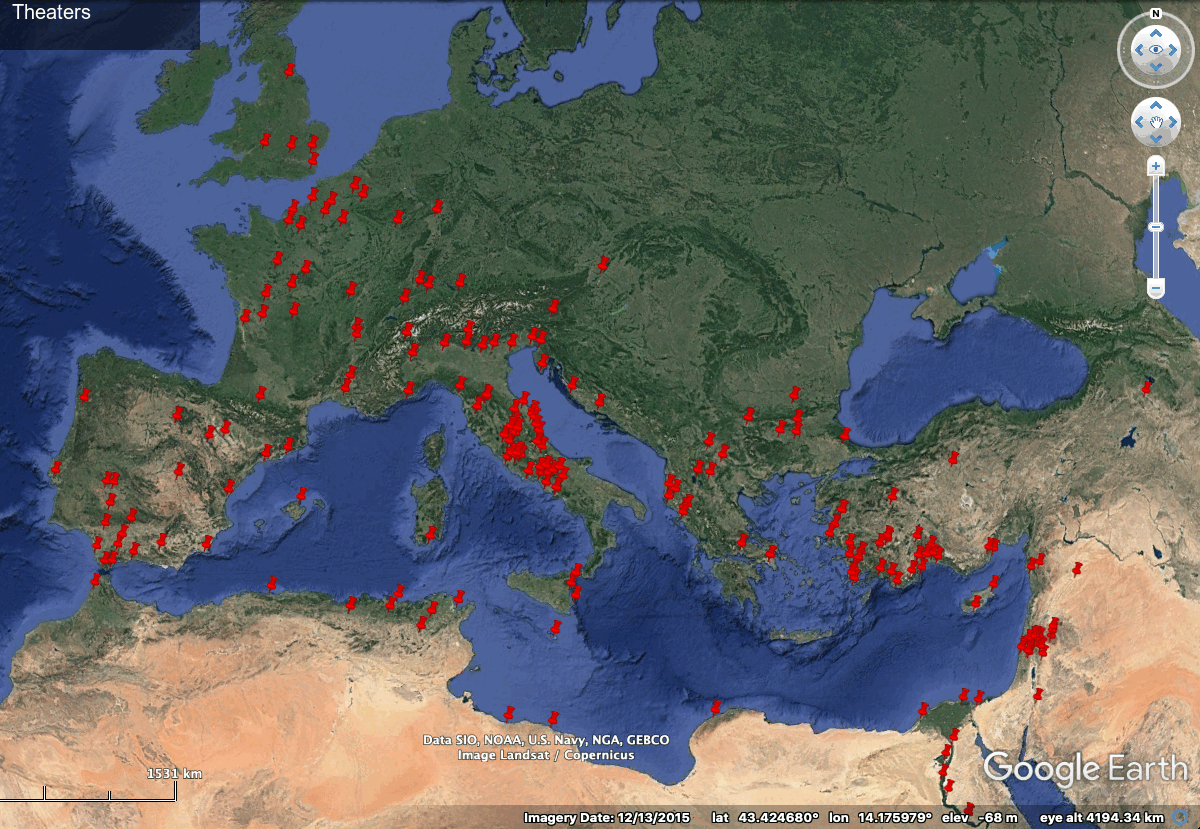 Theaters
N
Data SIO, NOAA, U.S. Navy, NGA, GEBCO
Image Landsat / Copernicus
1531 km
Google Earth
Imagery Date: 12/13/2015 lat 43.424680° lon 14.175979° elev -68 m eye alt 4194.34 km